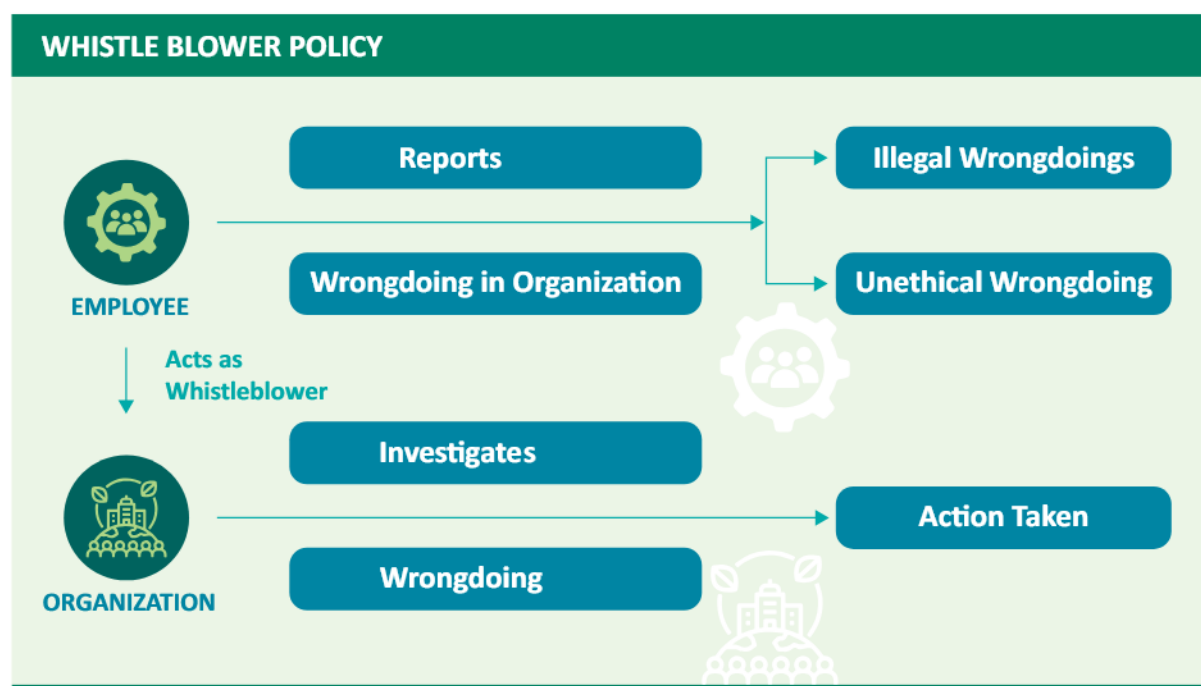 WHISTLE BLOWER POLICY
Reports
Illegal Wrongdoings
Wrongdoing in Organization
Unethical Wrongdoing
EMPLOYEE
Acts as
Whistleblower
Investigates
Action Taken
Wrongdoing
ORGANIZATION